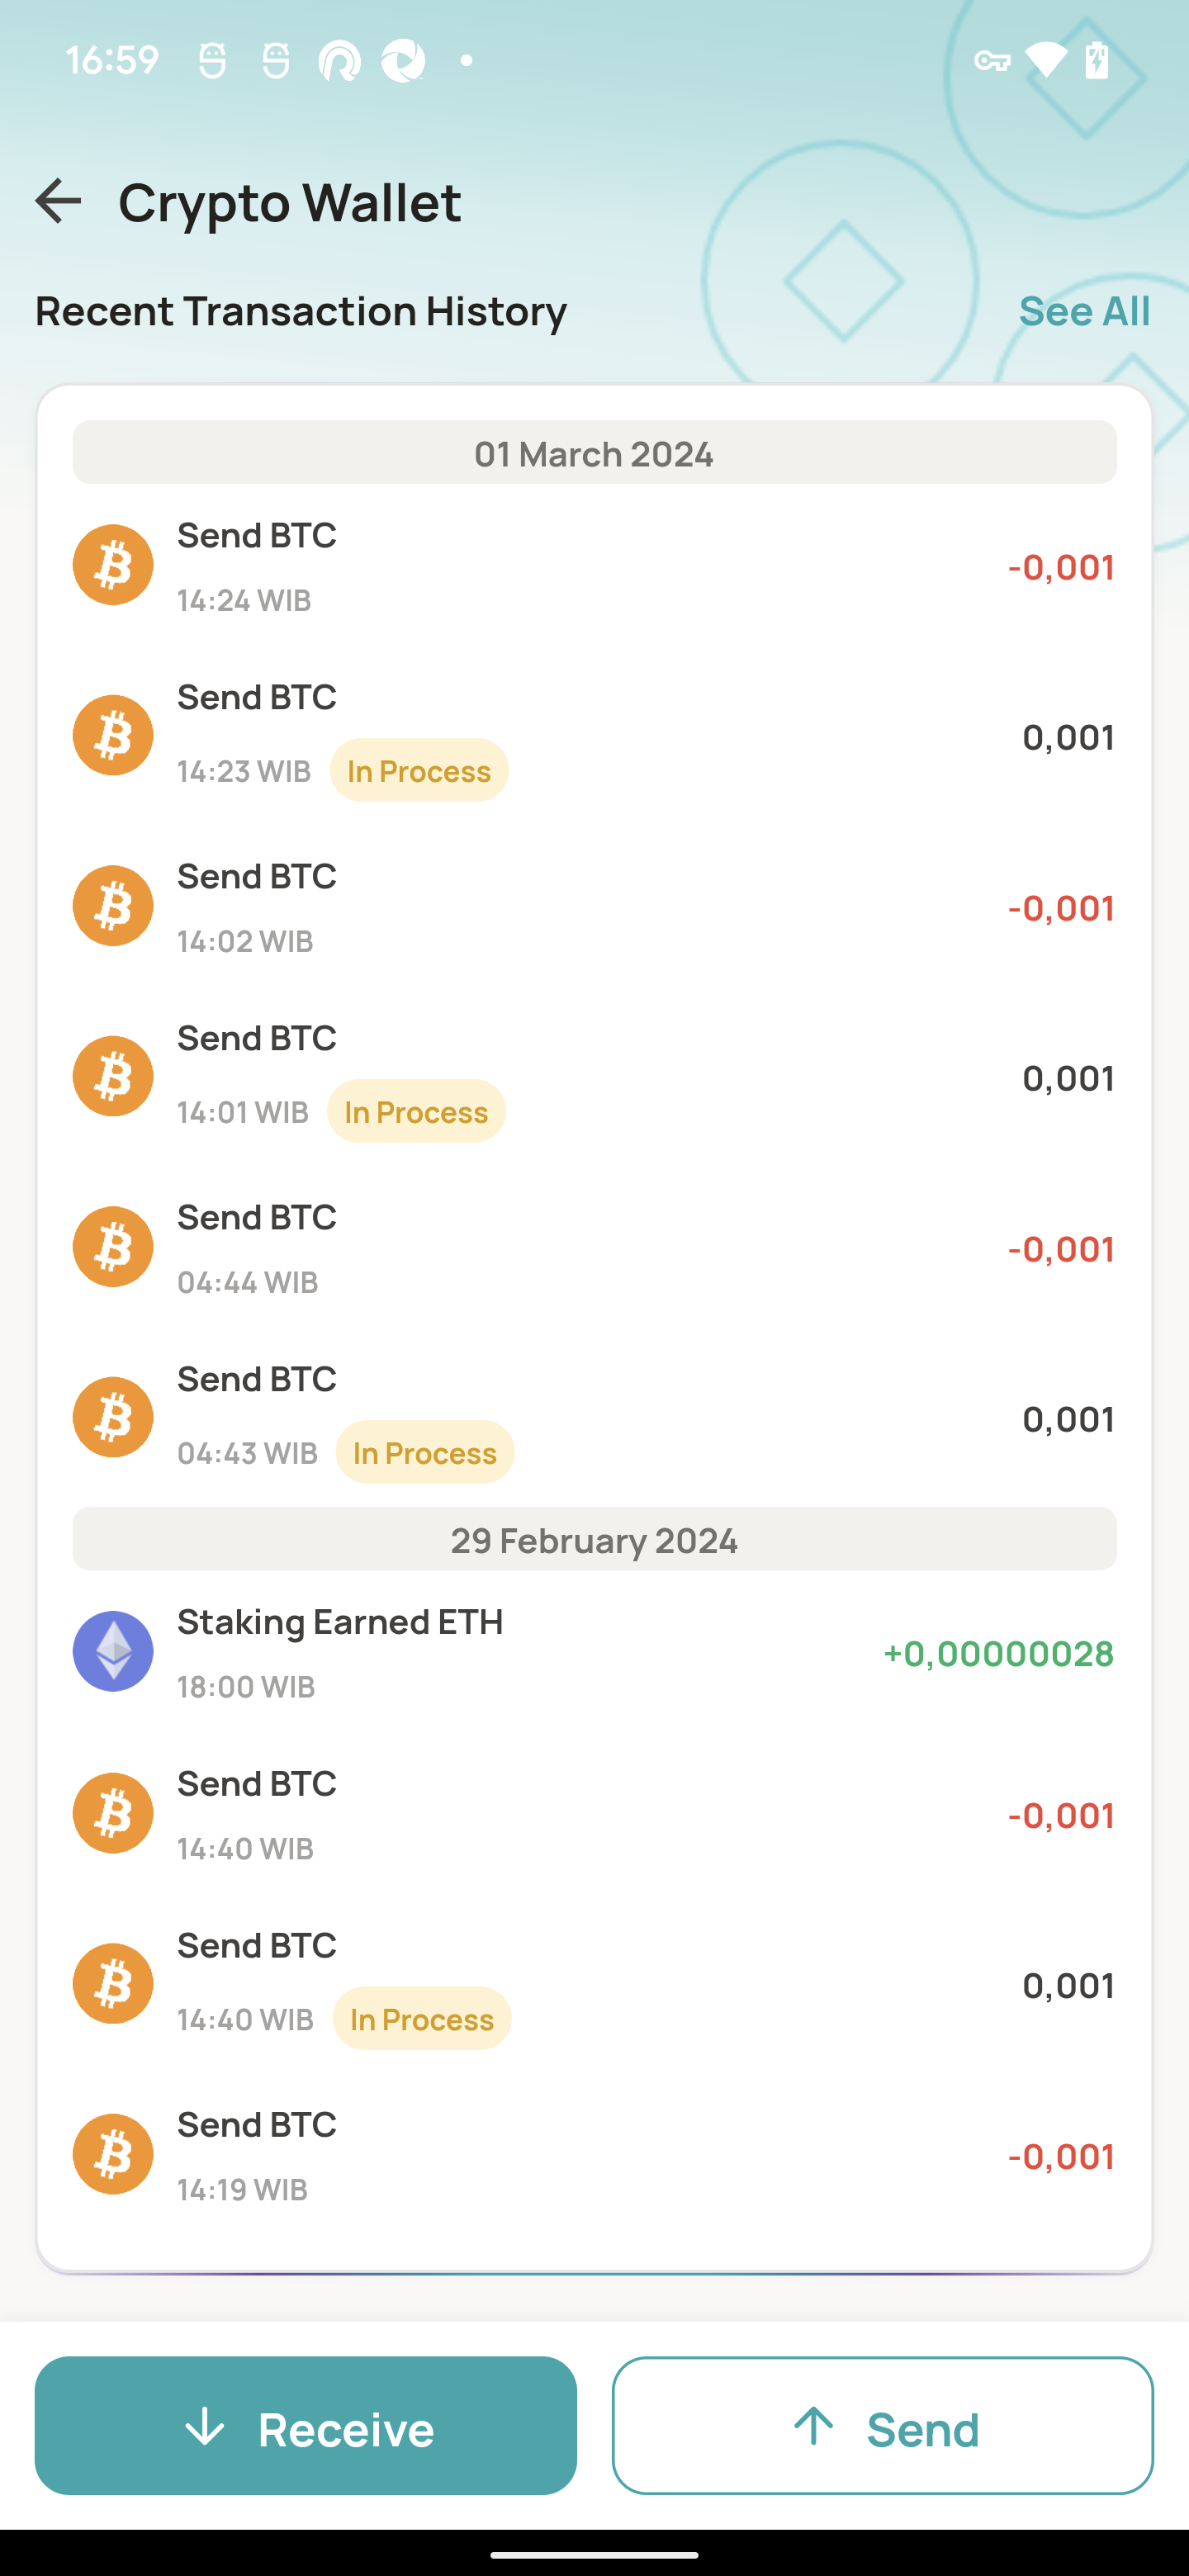 16:59
Crypto Wallet
Recent Transaction History
See All
01 March 2024
Send BTC
14:24 WIB
-0,001
Send BTC
14:23 WIB In Process
0,001
Send BTC
14:02 WIB
-0,001
Send BTC
14:01 WIB In Process
0,001
Send BTC
04:44 WIB
-0,001
Send BTC
04:43 WIB In Process
0,001
29 February 2024
Staking Earned ETH
18:00 WIB
+0,00000028
Send BTC
14:40 WIB
-0,001
Send BTC
14:40 WIB In Process
0,001
Send BTC
14:19 WIB
-0,001
Receive
Send